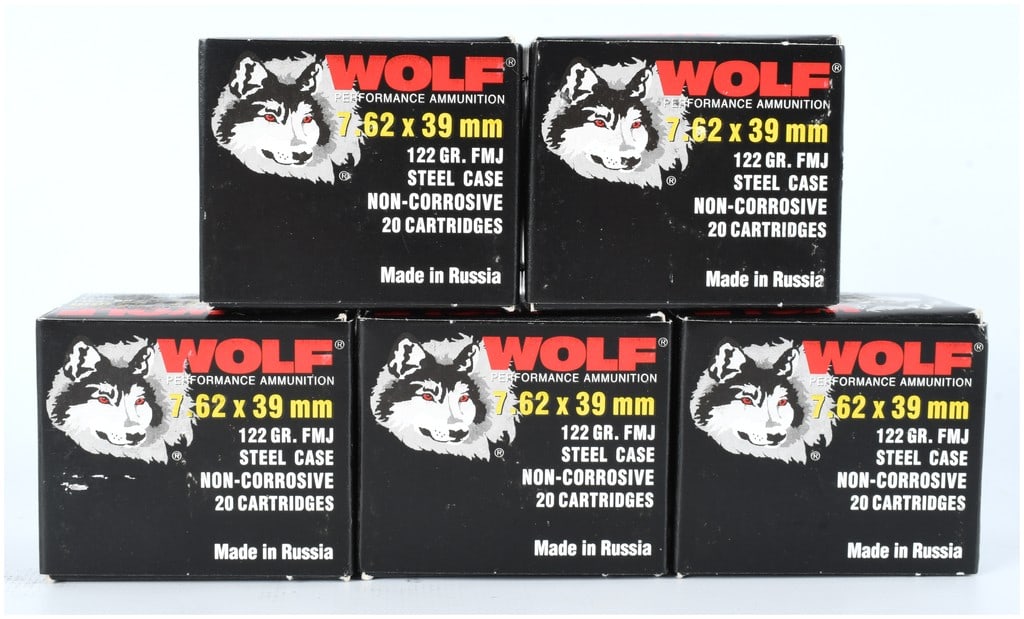 WOLF®
PERFORMANCE AMMUNITION
7.62 x 39 mm
122 GR. FMJ
STEEL CASE
®
NON-CORROSIVE
20 CARTRIDGES
Made in Russia
WOLF®
PERFORMANCE AMMUNITION
7.62 x 39 mm
122 GR. FMJ
STEEL CASE
®
NON-CORROSIVE
20 CARTRIDGES
Made in Russia
WOLF®
PERFORMANCE AMMUNITION
7.62 x 39 mm
122 GR. FMJ
STEEL CASE
®
NON-CORROSIVE
20 CARTRIDGES
Made in Russia
WOLF®
PERFORMANCE AMMUNITION
7.62 x 39 mm
122 GR. FMJ
STEEL CASE
®
NON-CORROSIVE
20 CARTRIDGES
Made in Russia
WOLF®
PERFORMANCE AMMUNITION
7.62 x 39 mm
122 GR. FMJ
STEEL CASE
®
NON-CORROSIVE
20 CARTRIDGES
Made in Russia